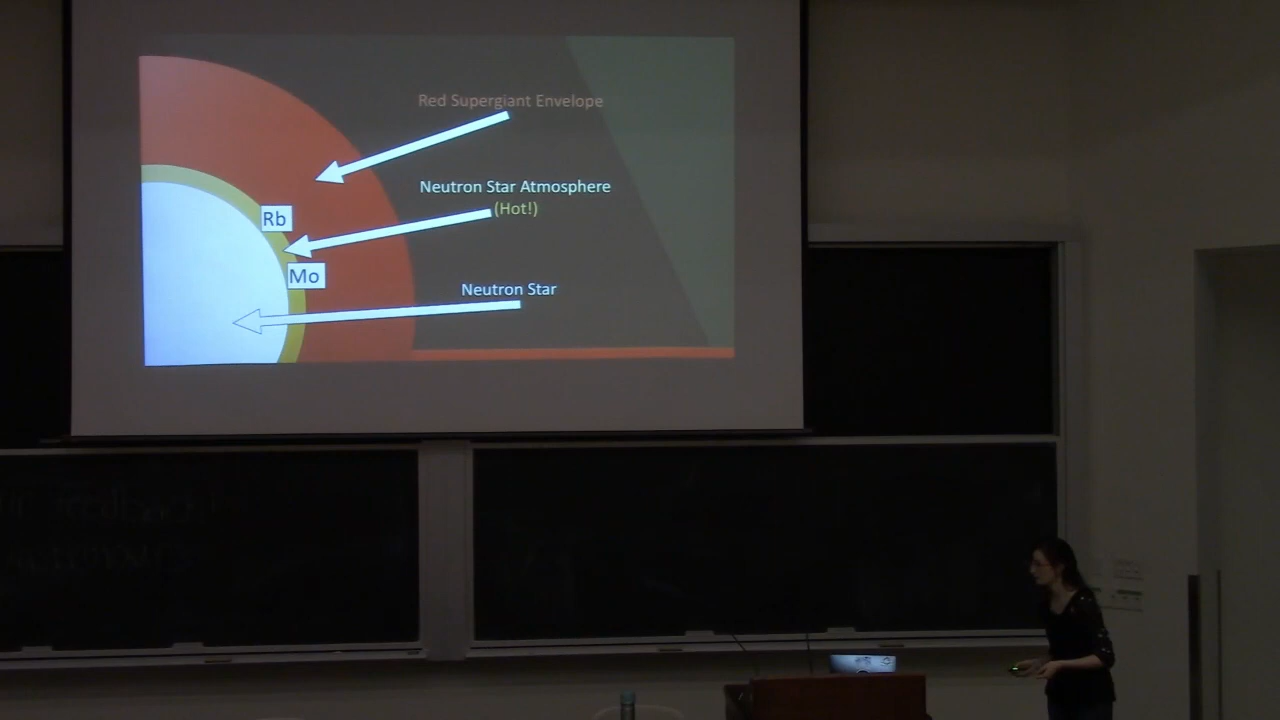 Red Supergiant Envelope
Neutron Star Atmosphere
(Hot!)
Rb
Mo
Neutron Star